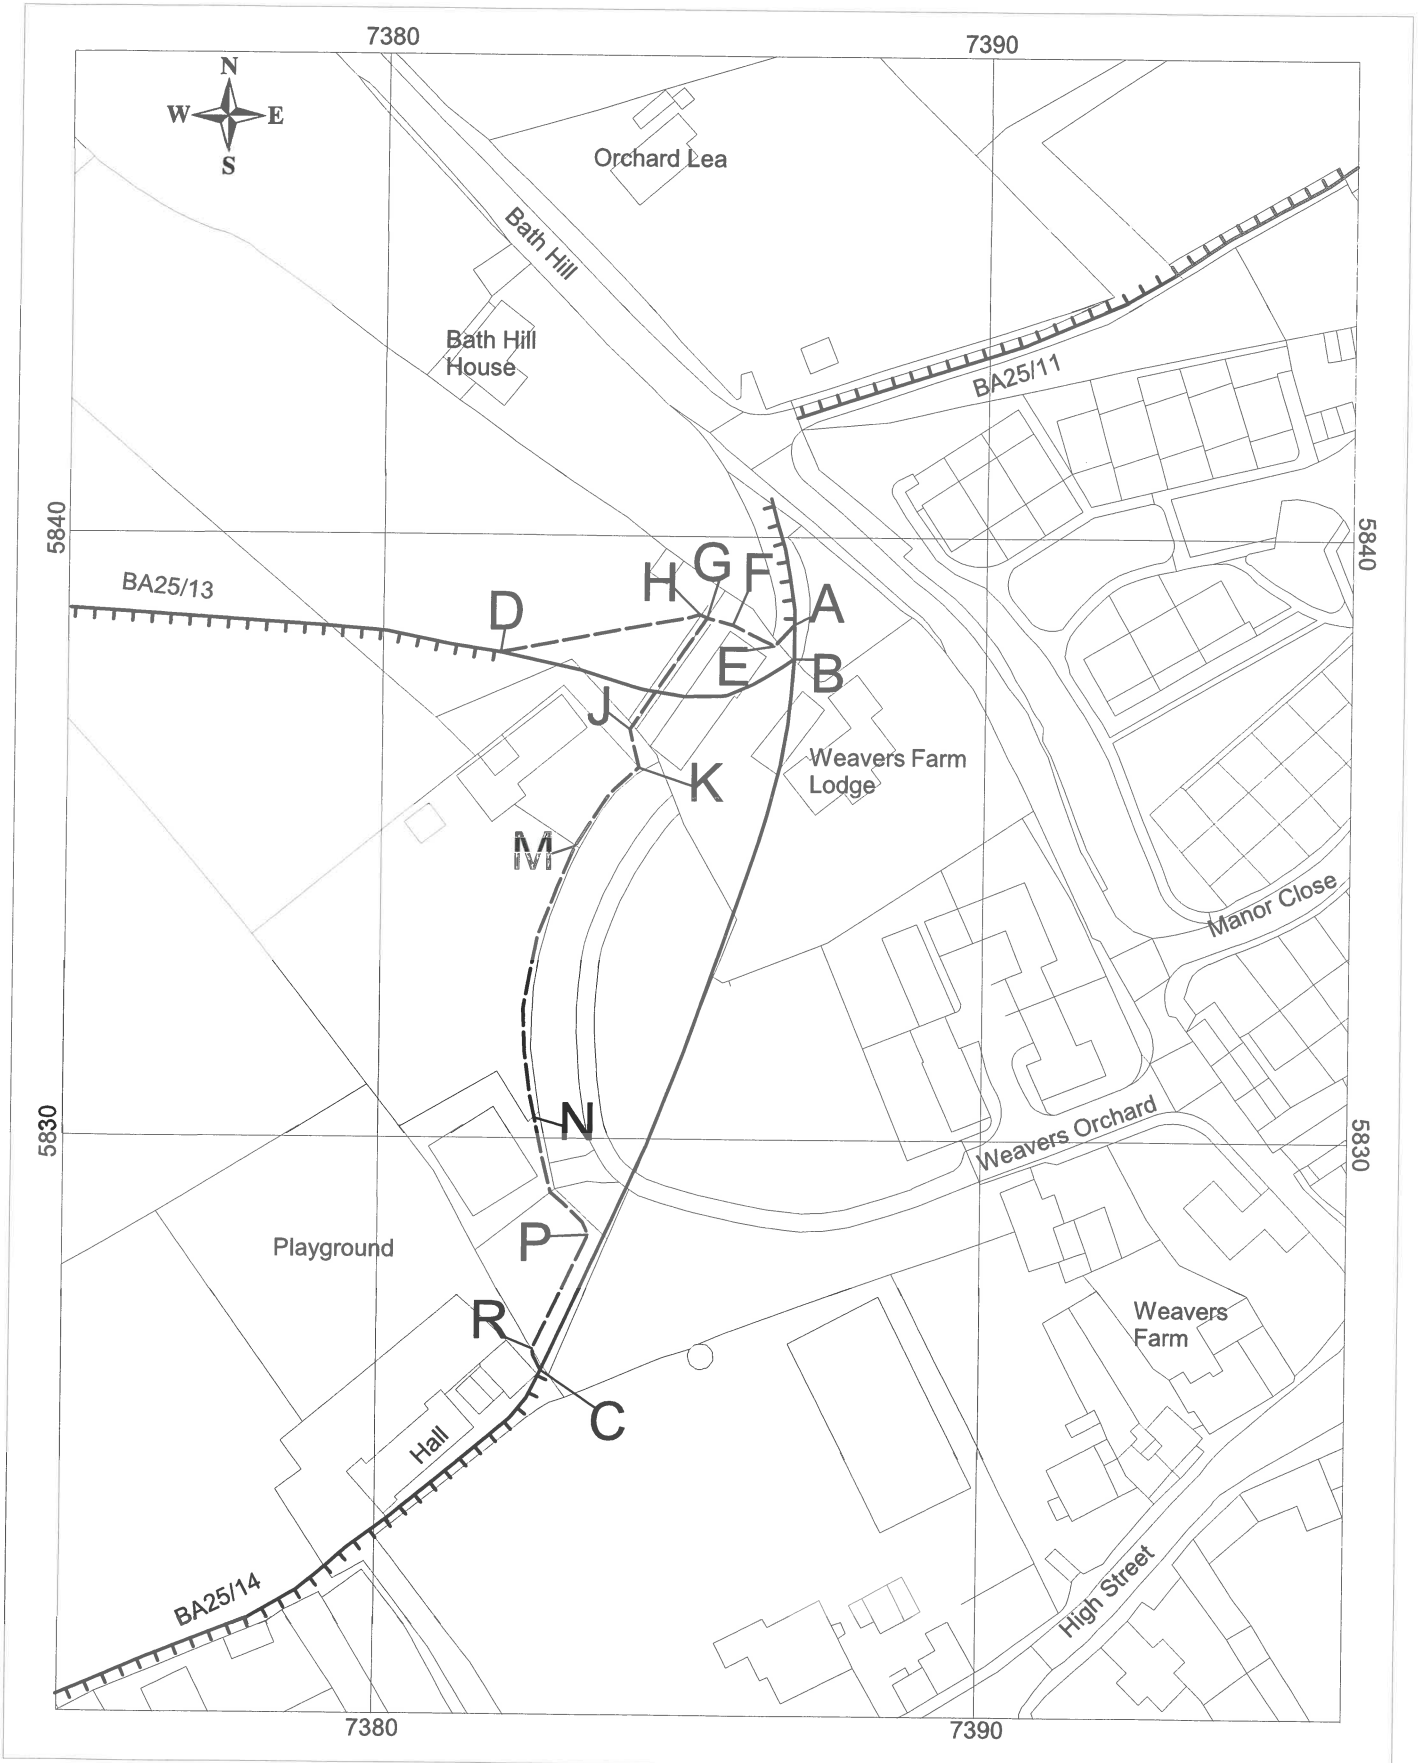 7380
7390
N
W
E
S
Orchard Lea
Bath Hill
Bath Hill
House
BA25/11
5840
5840
BA25/13
D
H
G
F
A
E
B
J
K
Weavers Farm
Lodge
M
Manor Close
N
5830
5830
Weavers Orchard
P
Playground
R
Weavers
Farm
C
Hall
High Street
BA25/14
7380
7390